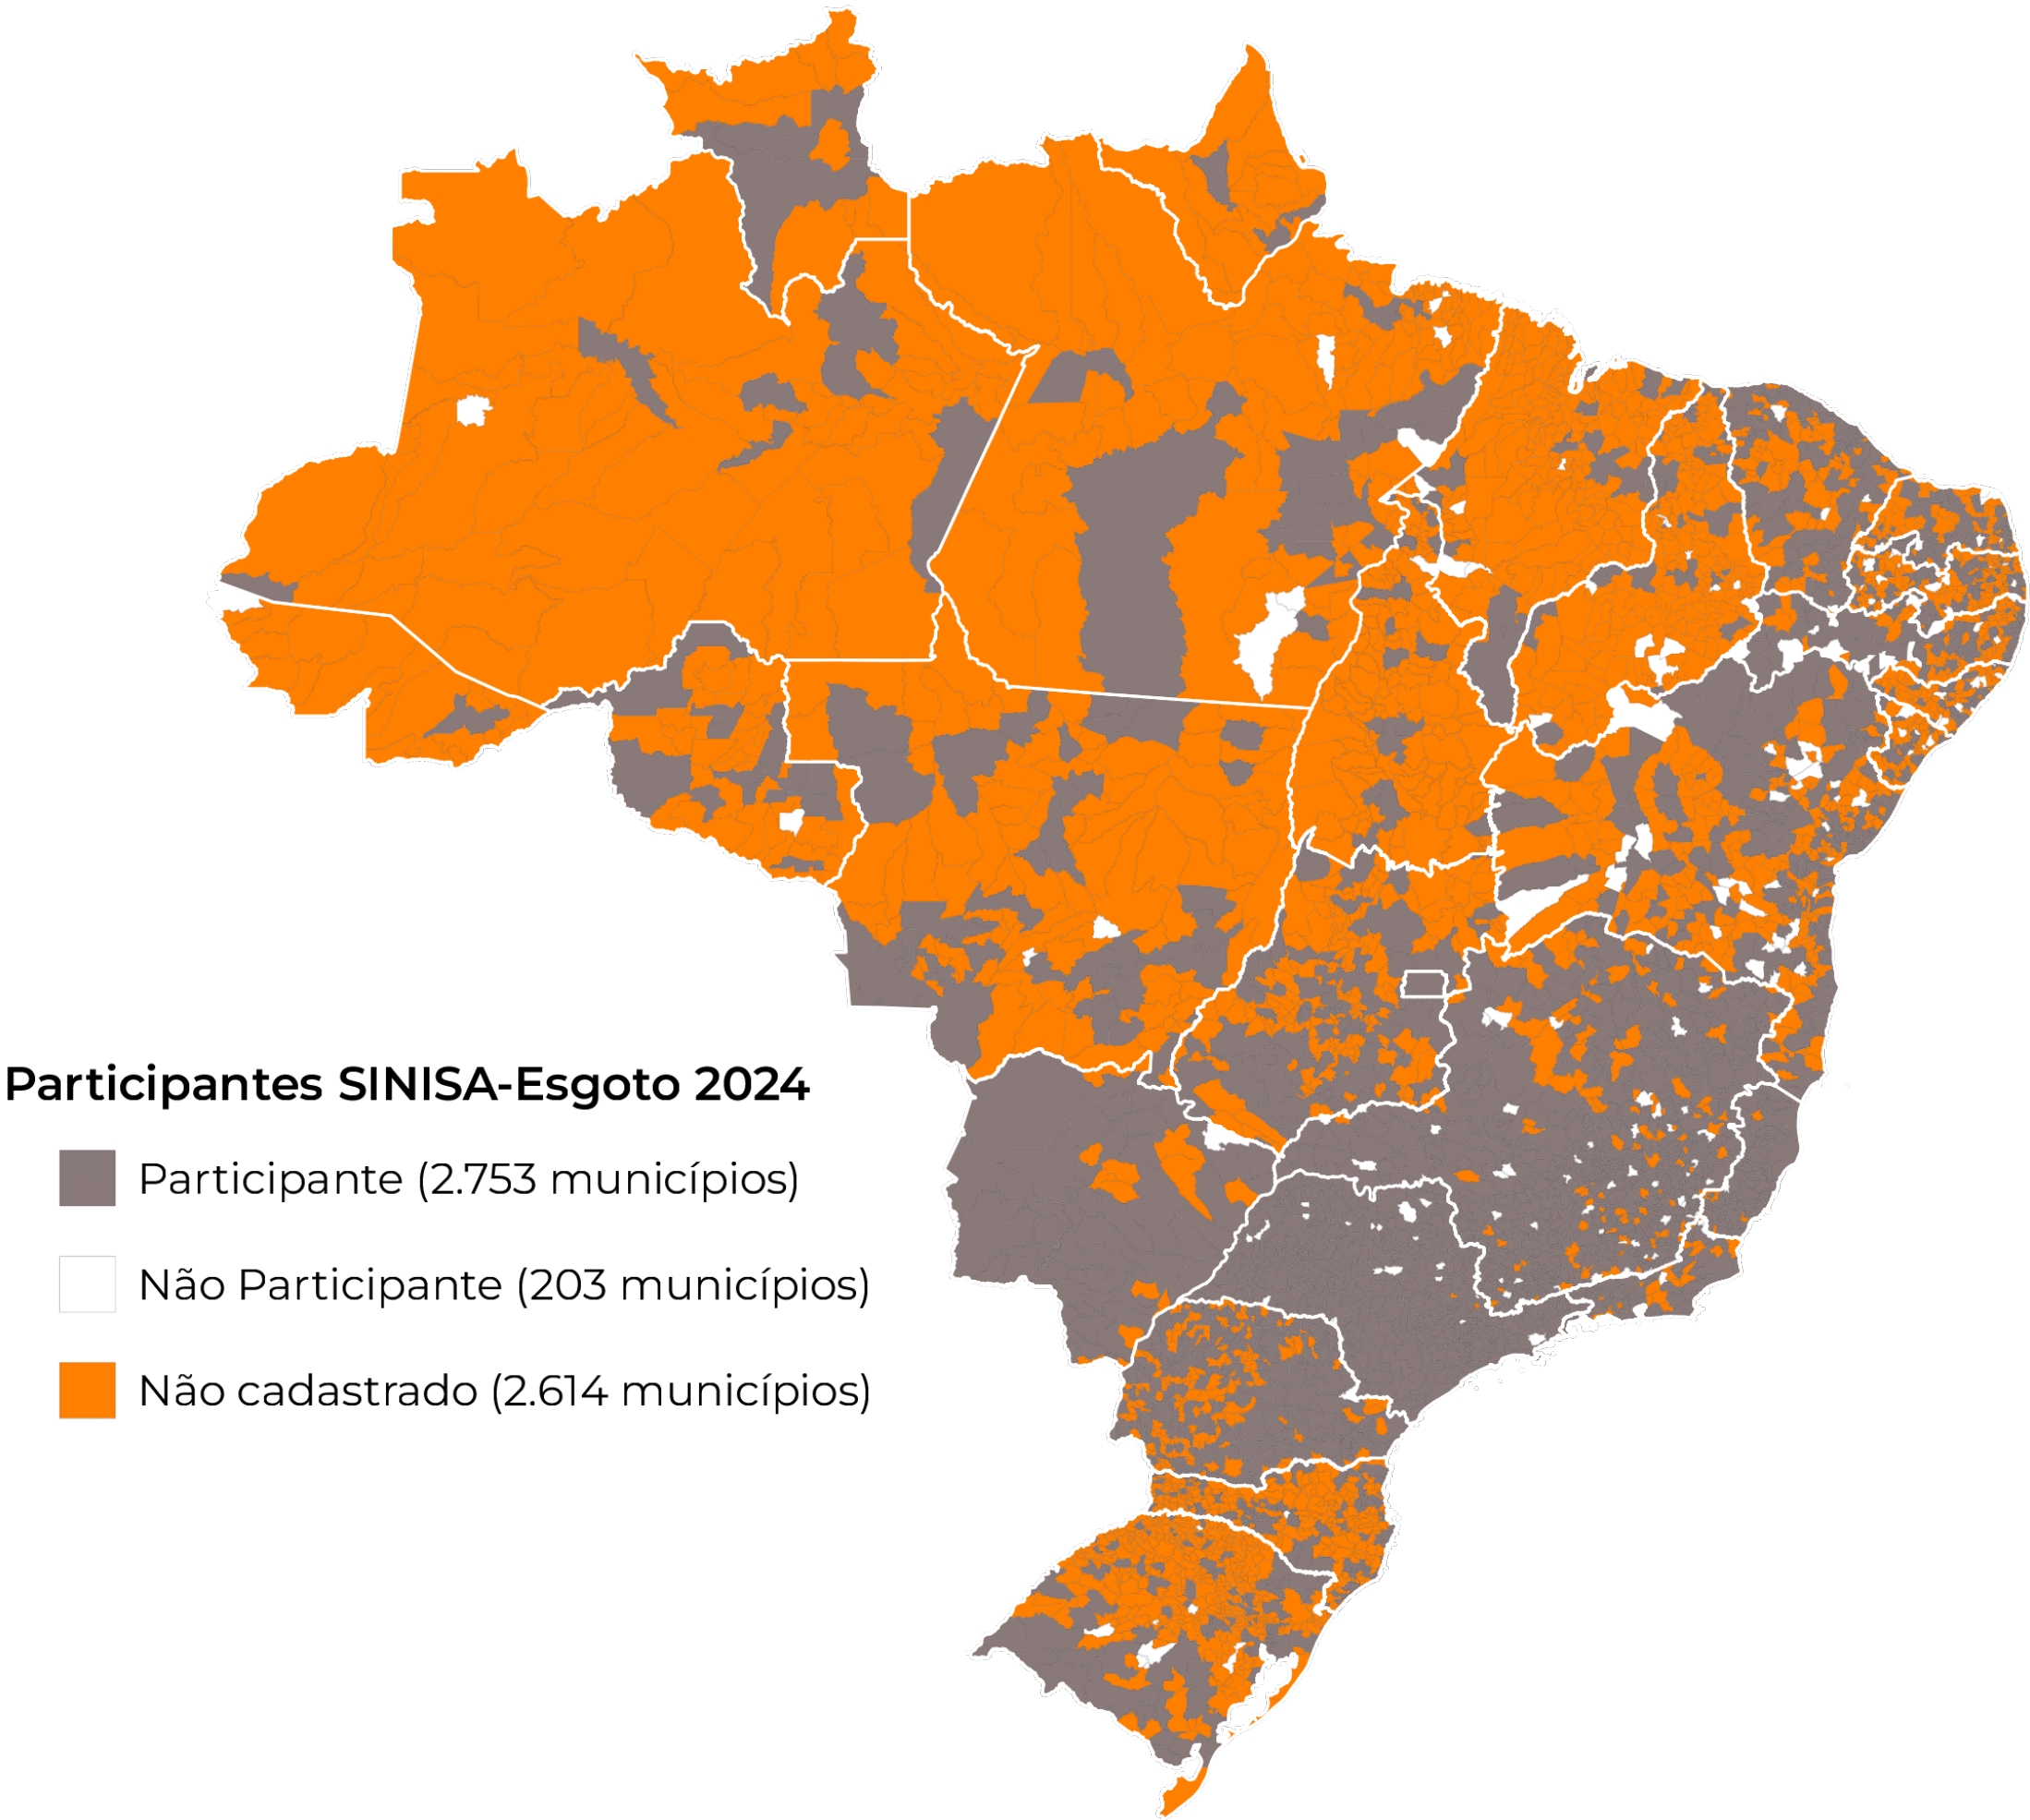 Participantes SINISA-Esgoto 2024
Participante (2.753 municípios)
Não Participante (203 municípios)
Não cadastrado (2.614 municípios)